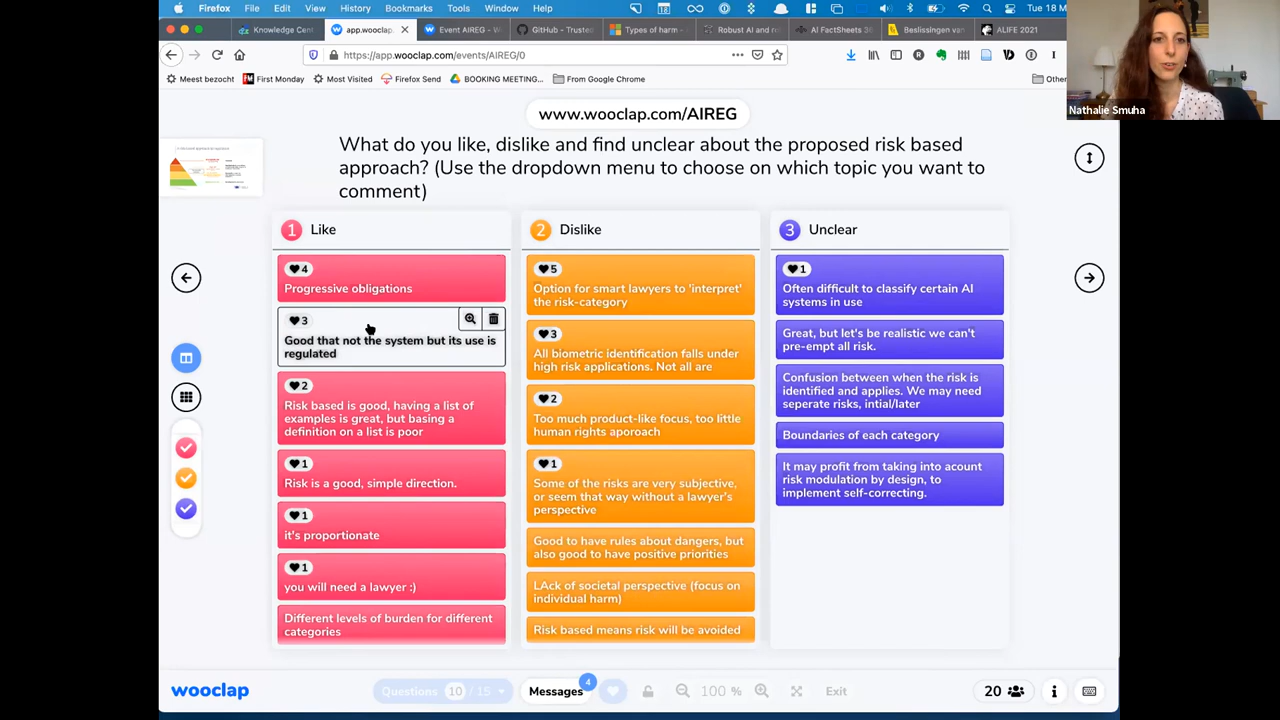 Firefox File Edit View History Bookmarks Tools Window Help Tue 18 M
Knowledge Cent
app.wooclap.
Event AIREG - W
GitHub - Trustec
Types of harm -
Robust AI and ro
AI FactSheets 36
Beslissingen van
ALIFE 2021
https://app.wooclap.com/events/AIREG/0
Meest bezocht First Monday Most Visited Firefox Send BOOKING MEETING... From Google Chrome Other
Nathalie Smuha
www.wooclap.com/AIREG
What do you like, dislike and find unclear about the proposed risk based
approach? (Use the dropdown menu to choose on which topic you want to
comment)
1 Like
4
Progressive obligations
3
Good that not the system but its use is
regulated
2
Risk based is good, having a list of
examples is great, but basing a
definition on a list is poor
1
Risk is a good, simple direction.
1
it's proportionate
1
you will need a lawyer :)
Different levels of burden for different
categories
2 Dislike
5
Option for smart lawyers to 'interpret'
the risk-category
3
All biometric identification falls under
high risk applications. Not all are
2
Too much product-like focus, too little
human rights aporoach
1
Some of the risks are very subjective,
or seem that way without a lawyer's
perspective
Good to have rules about dangers, but
also good to have positive priorities
LAck of societal perspective (focus on
individual harm)
Risk based means risk will be avoided
3 Unclear
1
Often difficult to classify certain AI
systems in use
Great, but let's be realistic we can't
pre-empt all risk.
Confusion between when the risk is
identified and applies. We may need
seperate risks, intial/later
Boundaries of each category
It may profit from taking into acount
risk modulation by design, to
implement self-correcting.
wooclap
Questions 10 / 15
Messages 4
100 %
Exit
20